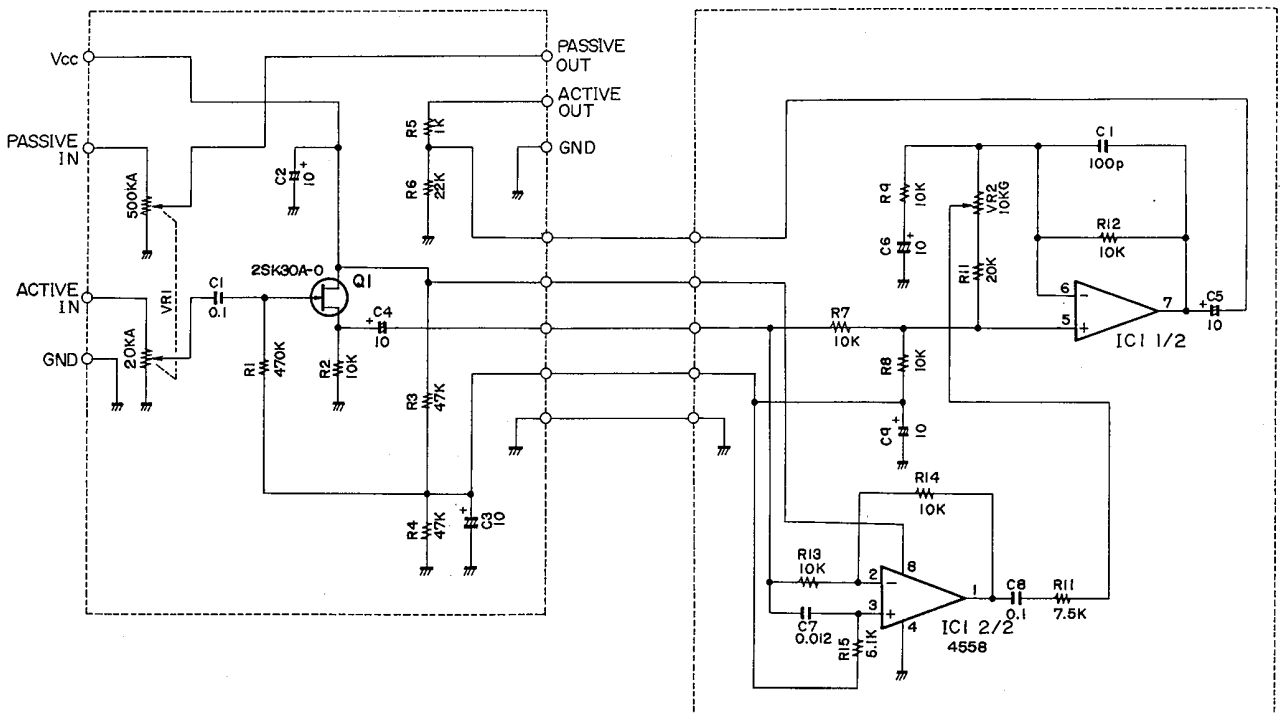 Vcc
PASSIVE
OUT
ACTIVE
OUT
GND
PASSIVE
IN
ACTIVE
IN
GND
500KA
20KA
VR1
C1
0.1
R1
470K
C2
10
+
2SK30A-O
Q1
R2
10K
+
C4
10
R3
47K
R4
47K
+
C3
10
R5
1K
R6
22K
R7
10K
R8
10K
+
C9
10
R9
10K
C6
+
10
VR2
10KG
R11
20K
C1
100p
R12
10K
6
−
5
+
7
IC1 1/2
+
C5
10
R14
10K
R13
10K
C7
0.012
R15
5.1K
2
−
3
+
8
4
1
IC1 2/2
4558
C8
0.1
R11
7.5K